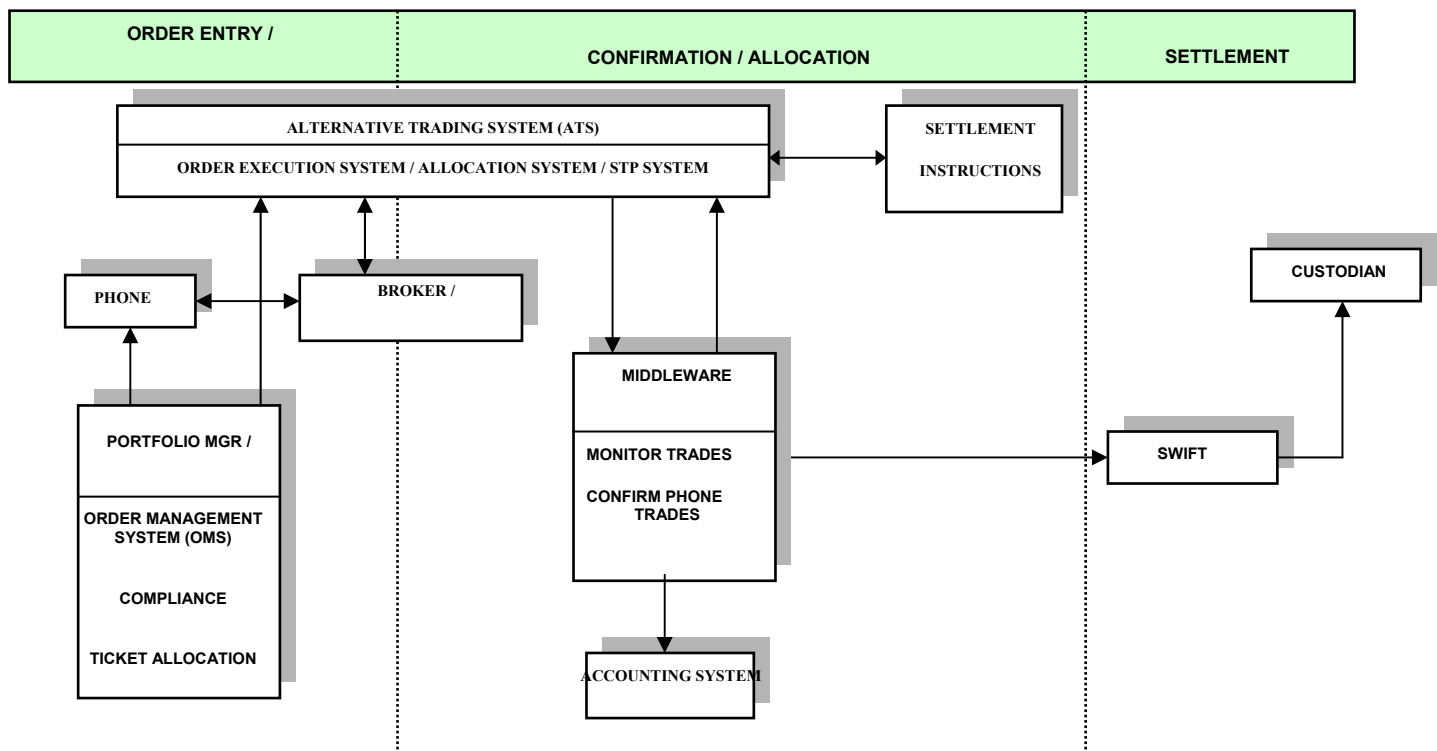 ORDER ENTRY /
CONFIRMATION / ALLOCATION
SETTLEMENT
ALTERNATIVE TRADING SYSTEM (ATS)
ORDER EXECUTION SYSTEM / ALLOCATION SYSTEM / STP SYSTEM
SETTLEMENT
INSTRUCTIONS
PHONE
BROKER /
CUSTODIAN
MIDDLEWARE
MONITOR TRADES
CONFIRM PHONE
TRADES
SWIFT
PORTFOLIO MGR /
ORDER MANAGEMENT
SYSTEM (OMS)
COMPLIANCE
TICKET ALLOCATION
ACCOUNTING SYSTEM